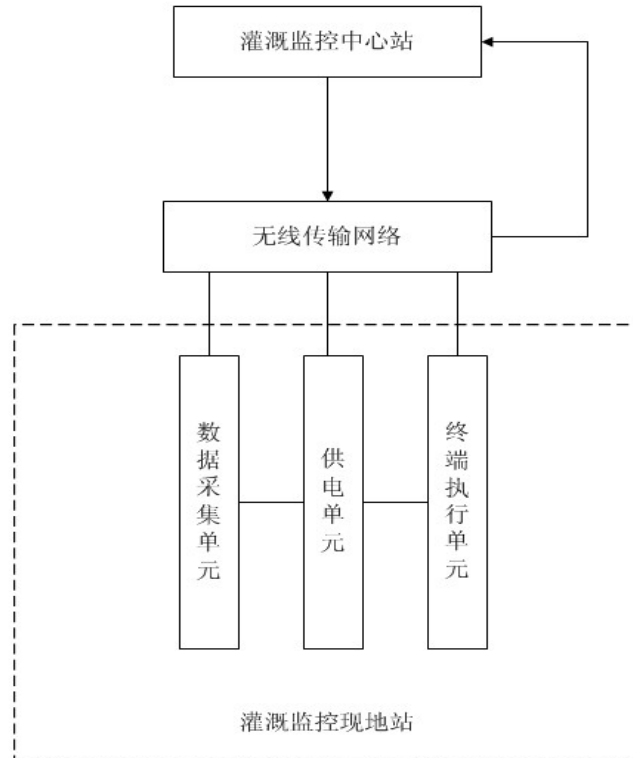 灌溉监控中心站
无线传输网络
数据采集单元
供电单元
终端执行单元
灌溉监控现地站